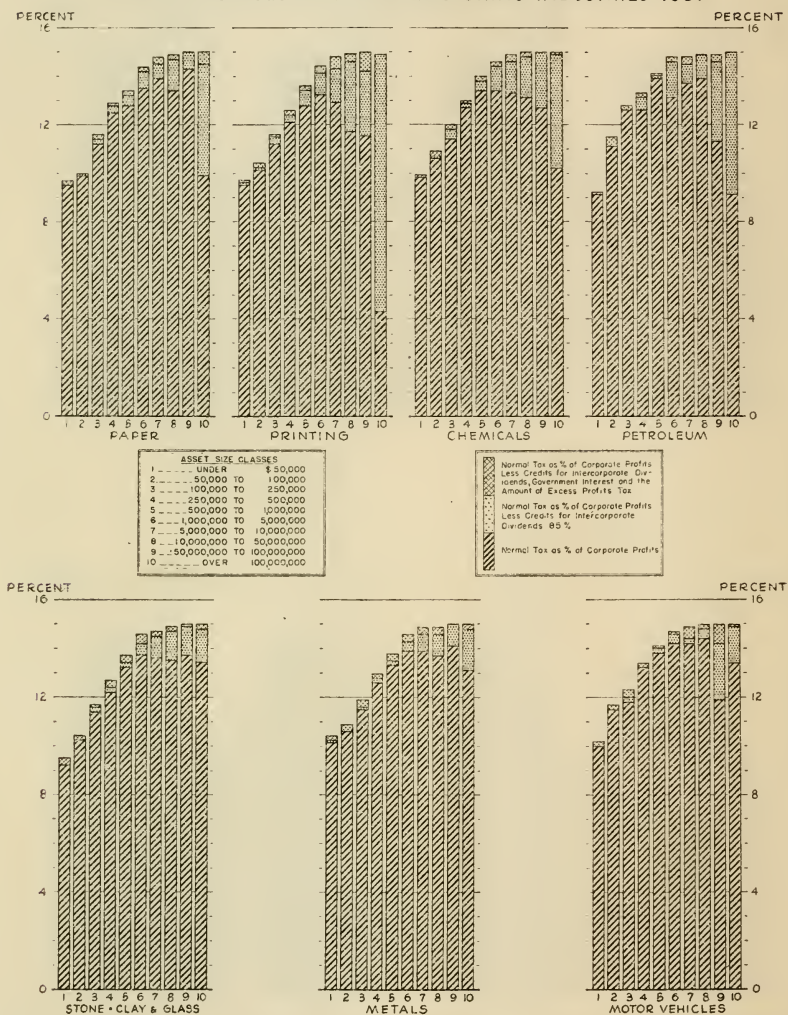 PERCENT
PERCENT
16
16
12
12
8
8
4
4
0
0
1 2 3 4 5 6 7 8 9 10
1 2 3 4 5 6 7 8 9 10
1 2 3 4 5 6 7 8 9 10
1 2 3 4 5 6 7 8 9 10
PAPER
PRINTING
CHEMICALS
PETROLEUM
ASSET SIZE CLASSES
1 _ _ _ _ _ UNDER $ 50,000
2 _ _ _ _ 50,000 TO 100,000
3 _ _ _ _ 100,000 TO 250,000
4 _ _ _ _ 250,000 TO 500,000
5 _ _ _ _ 500,000 TO 1,000,000
6 _ _ 1,000,000 TO 5,000,000
7 _ _ 5,000,000 TO 10,000,000
8 _ _ 10,000,000 TO 50,000,000
9 _ _ 50,000,000 TO 100,000,000
10 _ _ _ _ _ OVER 100,000,000
Normal Tax as % of Corporate Profits
Less Credits for Intercorporate Div-
idends, Government Interest and the
Amount of Excess Profits Tax
Normal Tax as % of Corporate Profits
Less Credits for Intercorporate
Dividends 85 %
Normal Tax as % of Corporate Profits
PERCENT
PERCENT
16
16
12
12
8
8
4
4
0
0
1 2 3 4 5 6 7 8 9 10
1 2 3 4 5 6 7 8 9 10
1 2 3 4 5 6 7 8 9 10
STONE • CLAY & GLASS
METALS
MOTOR VEHICLES